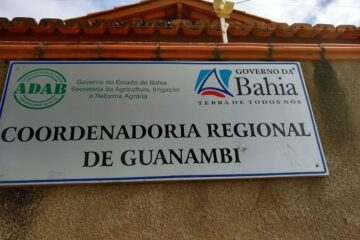 ADAB
Governo do Estado da Bahia
Secretaria da Agricultura, Irrigação
e Reforma Agrária
GOVERNO DA
Bahia
TERRA DE TODOS NÓS
COORDENADORIA REGIONAL
DE GUANAMBI